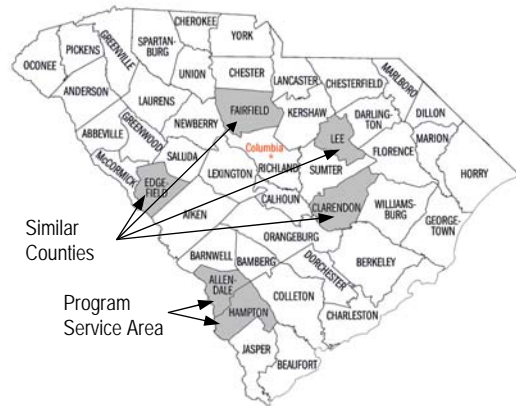 CHEROKEE
YORK
GREENVILLE
SPARTAN-
BURG
PICKENS
OCONEE
UNION
CHESTER
LANCASTER
CHESTERFIELD
MARLBORO
ANDERSON
LAURENS
FAIRFIELD
KERSHAW
DARLING-
TON
DILLON
NEWBERRY
LEE
MARION
ABBEVILLE
GREENWOOD
Columbia
FLORENCE
HORRY
SALUDA
RICHLAND
SUMTER
McCORMICK
LEXINGTON
EDGE-
FIELD
CALHOUN
CLARENDON
WILLIAMS-
BURG
GEORGE-
TOWN
AIKEN
Similar
Counties
ORANGEBURG
BARNWELL
BAMBERG
DORCHESTER
BERKELEY
ALLEN-
DALE
Program
Service Area
HAMPTON
COLLETON
CHARLESTON
JASPER
BEAUFORT